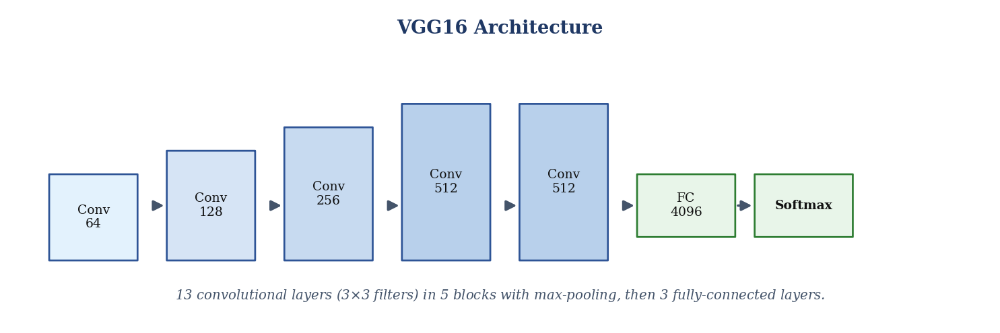 VGG16 Architecture
Conv
64
Conv
128
Conv
256
Conv
512
Conv
512
FC
4096
Softmax
13 convolutional layers (3×3 filters) in 5 blocks with max-pooling, then 3 fully-connected layers.